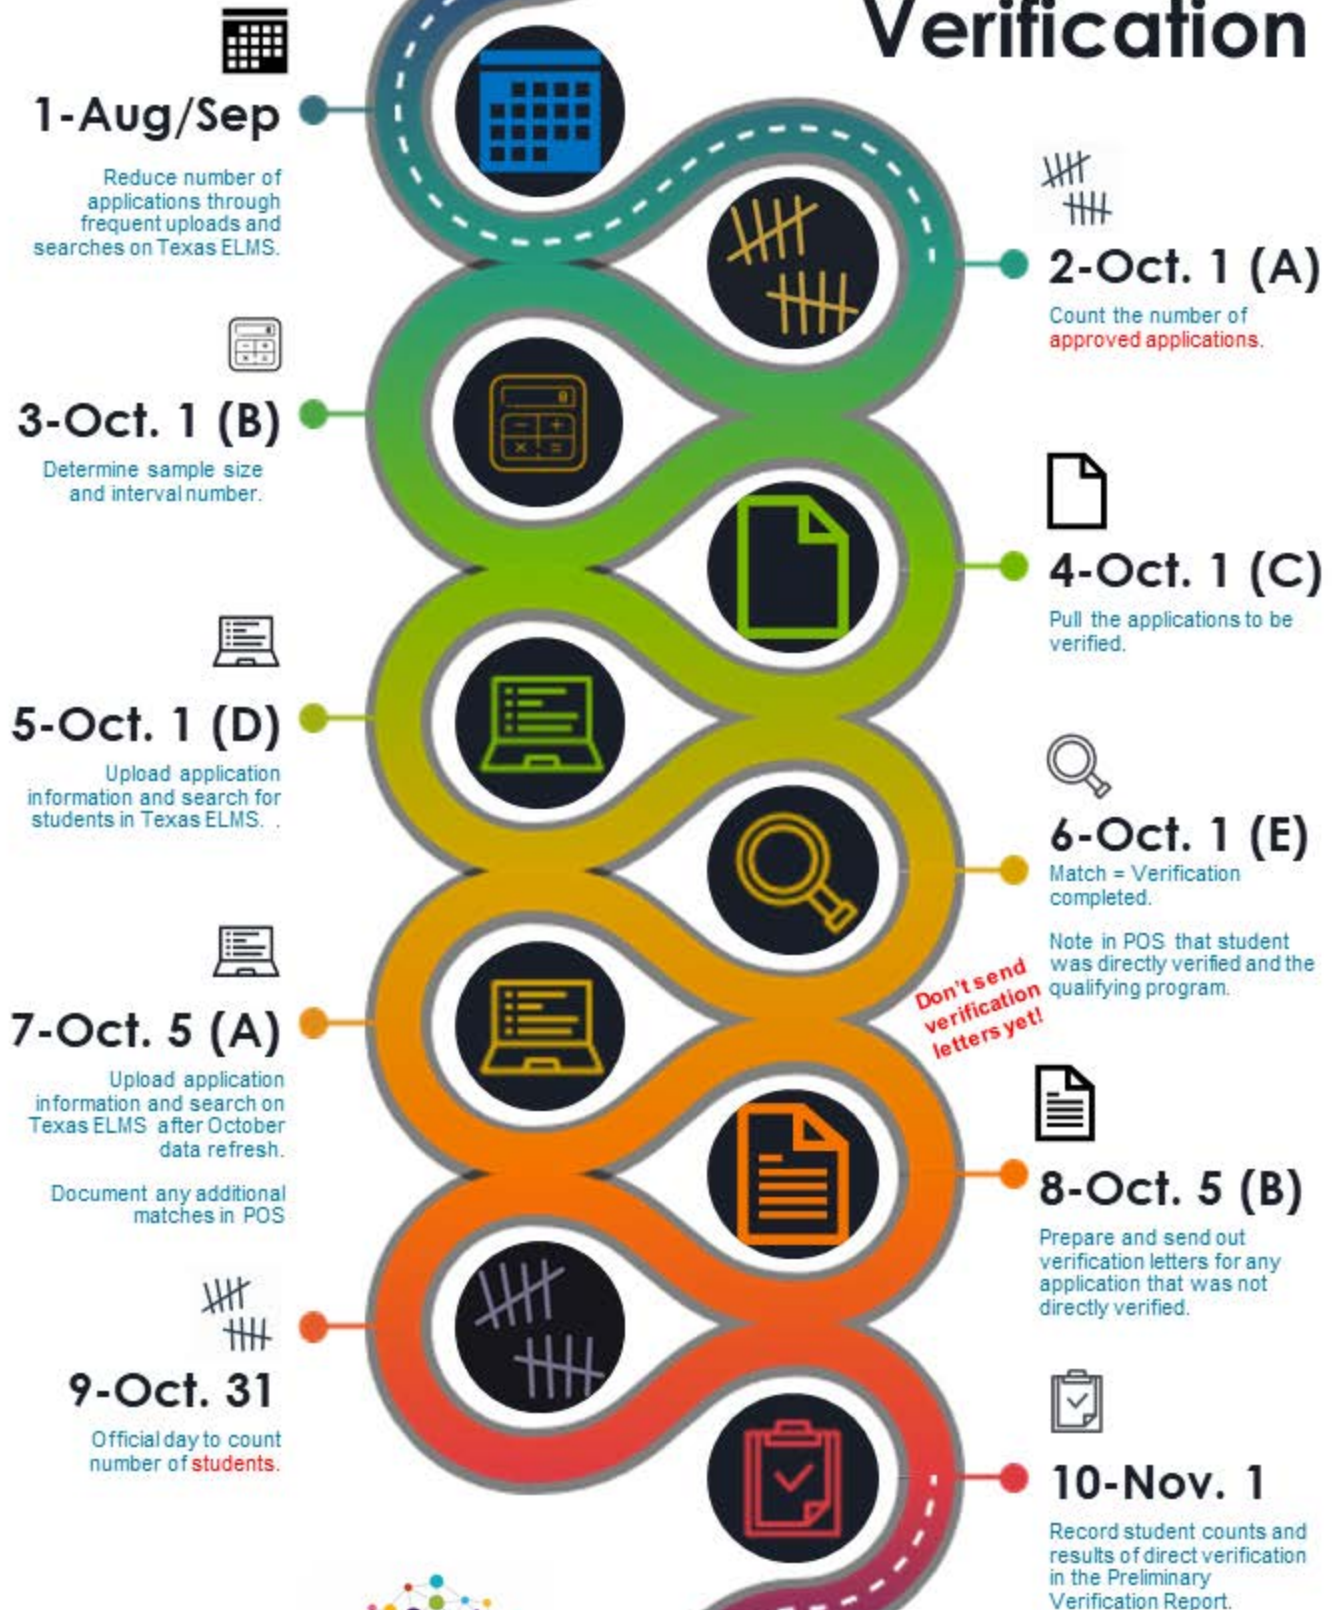 Verification
1-Aug/Sep
Reduce number of
applications through
frequent uploads and
searches on Texas ELMS.
2-Oct. 1 (A)
Count the number of
approved applications.
3-Oct. 1 (B)
Determine sample size
and interval number.
4-Oct. 1 (C)
Pull the applications to be
verified.
5-Oct. 1 (D)
Upload application
information and search for
students in Texas ELMS. .
6-Oct. 1 (E)
Match = Verification
completed.
Note in POS that student
was directly verified and the
qualifying program.
Don't send
verification
letters yet!
7-Oct. 5 (A)
Upload application
information and search on
Texas ELMS after October
data refresh.
Document any additional
matches in POS
8-Oct. 5 (B)
Prepare and send out
verification letters for any
application that was not
directly verified.
9-Oct. 31
Official day to count
number of students.
10-Nov. 1
Record student counts and
results of direct verification
in the Preliminary
Verification Report.